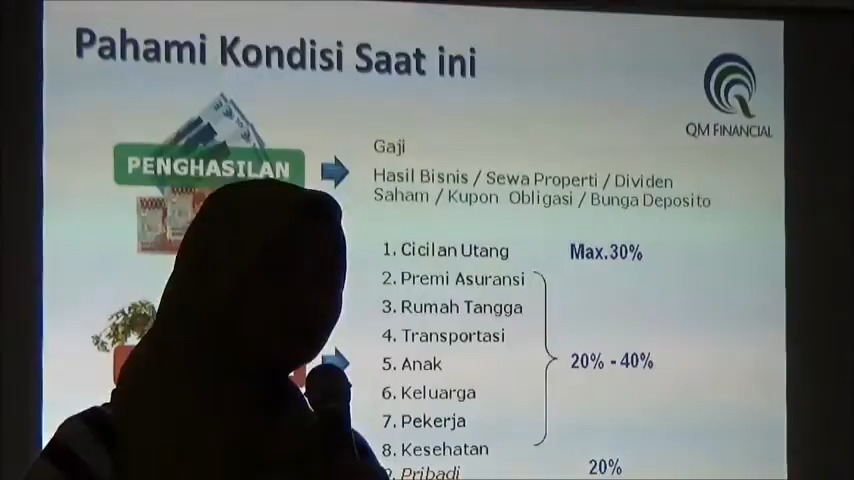 Pahami Kondisi Saat ini
QM FINANCIAL
PENGHASILAN
Gaji
Hasil Bisnis / Sewa Properti / Dividen
Saham / Kupon Obligasi / Bunga Deposito
1. Cicilan Utang Max.30%
2. Premi Asuransi
3. Rumah Tangga
4. Transportasi
5. Anak 20% - 40%
6. Keluarga
7. Pekerja
8. Kesehatan
9. Pribadi 20%